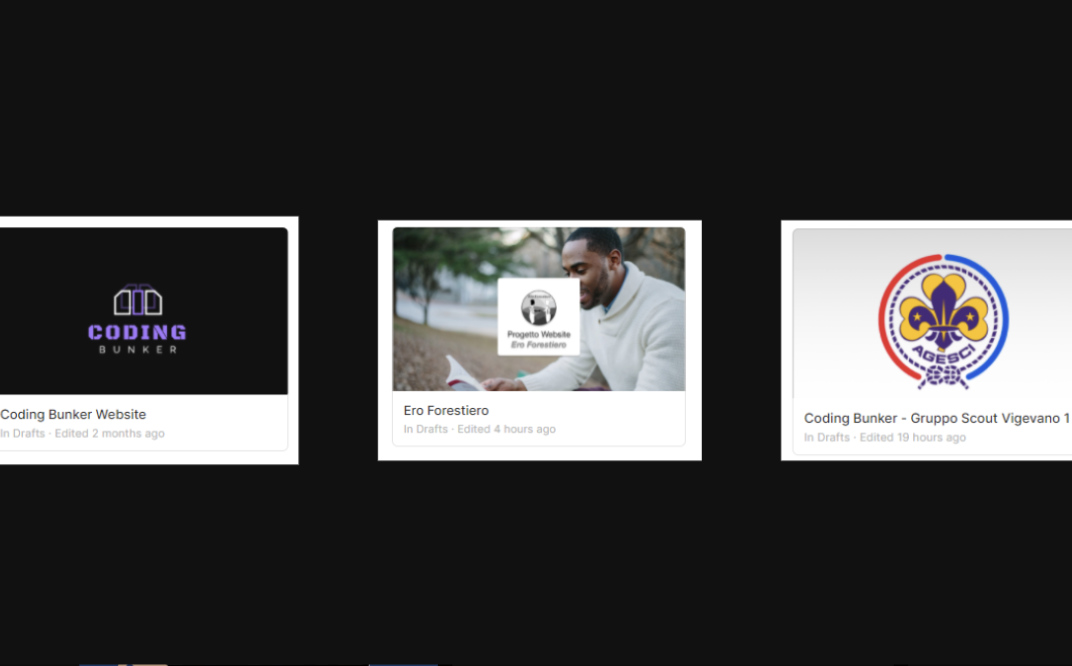 CODING
BUNKER
Coding Bunker Website
In Drafts · Edited 2 months ago
Progetto Website
Ero Forestiero
Ero Forestiero
In Drafts · Edited 4 hours ago
AGESCI
Coding Bunker - Gruppo Scout Vigevano 1
In Drafts · Edited 19 hours ago